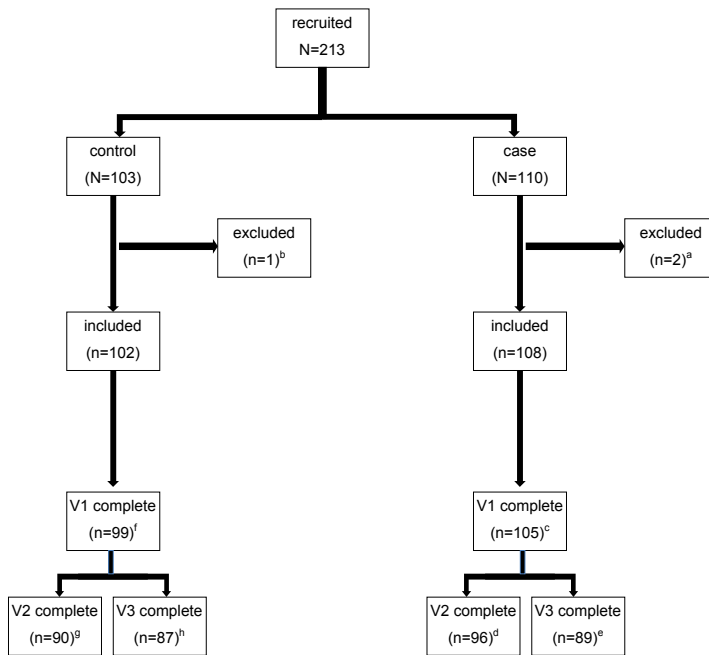 recruited
N=213
control
(N=103)
case
(N=110)
excluded
(n=1)ᵇ
excluded
(n=2)ᵃ
included
(n=102)
included
(n=108)
V1 complete
(n=99)ᶠ
V1 complete
(n=105)ᶜ
V2 complete
(n=90)ᵍ
V3 complete
(n=87)ʰ
V2 complete
(n=96)ᵈ
V3 complete
(n=89)ᵉ